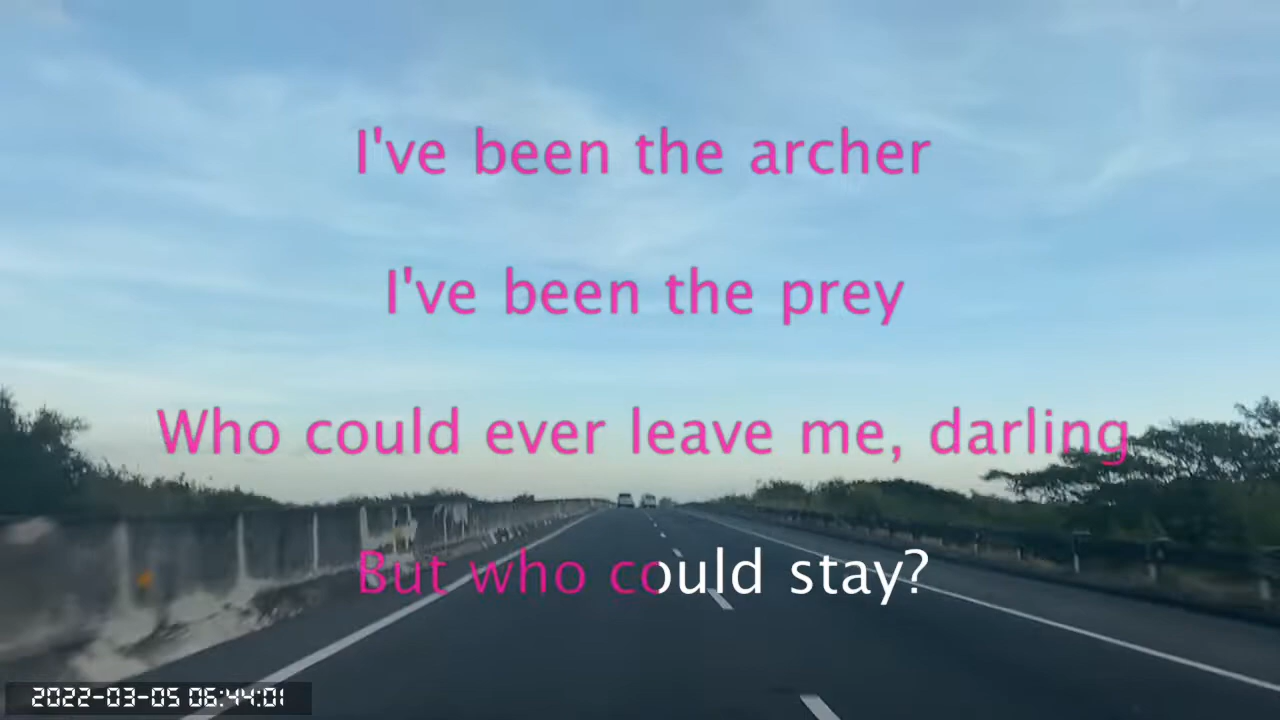 I've been the archer
I've been the prey
Who could ever leave me, darling
But who could stay?
2022-03-05 06:44:01